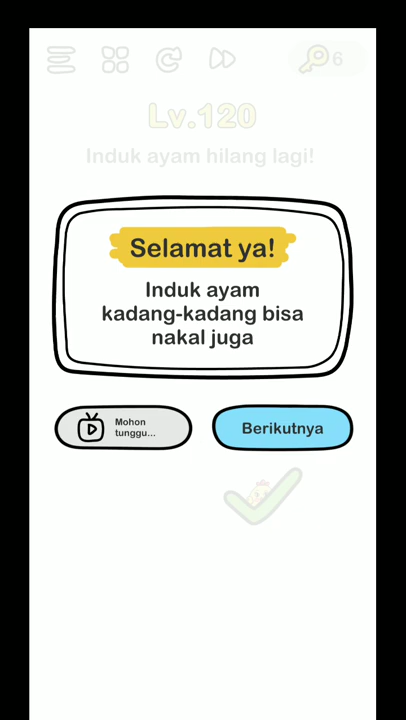 6
Lv.120
Induk ayam hilang lagi!
Selamat ya!
Induk ayam
kadang-kadang bisa
nakal juga
Mohon
tunggu...
Berikutnya